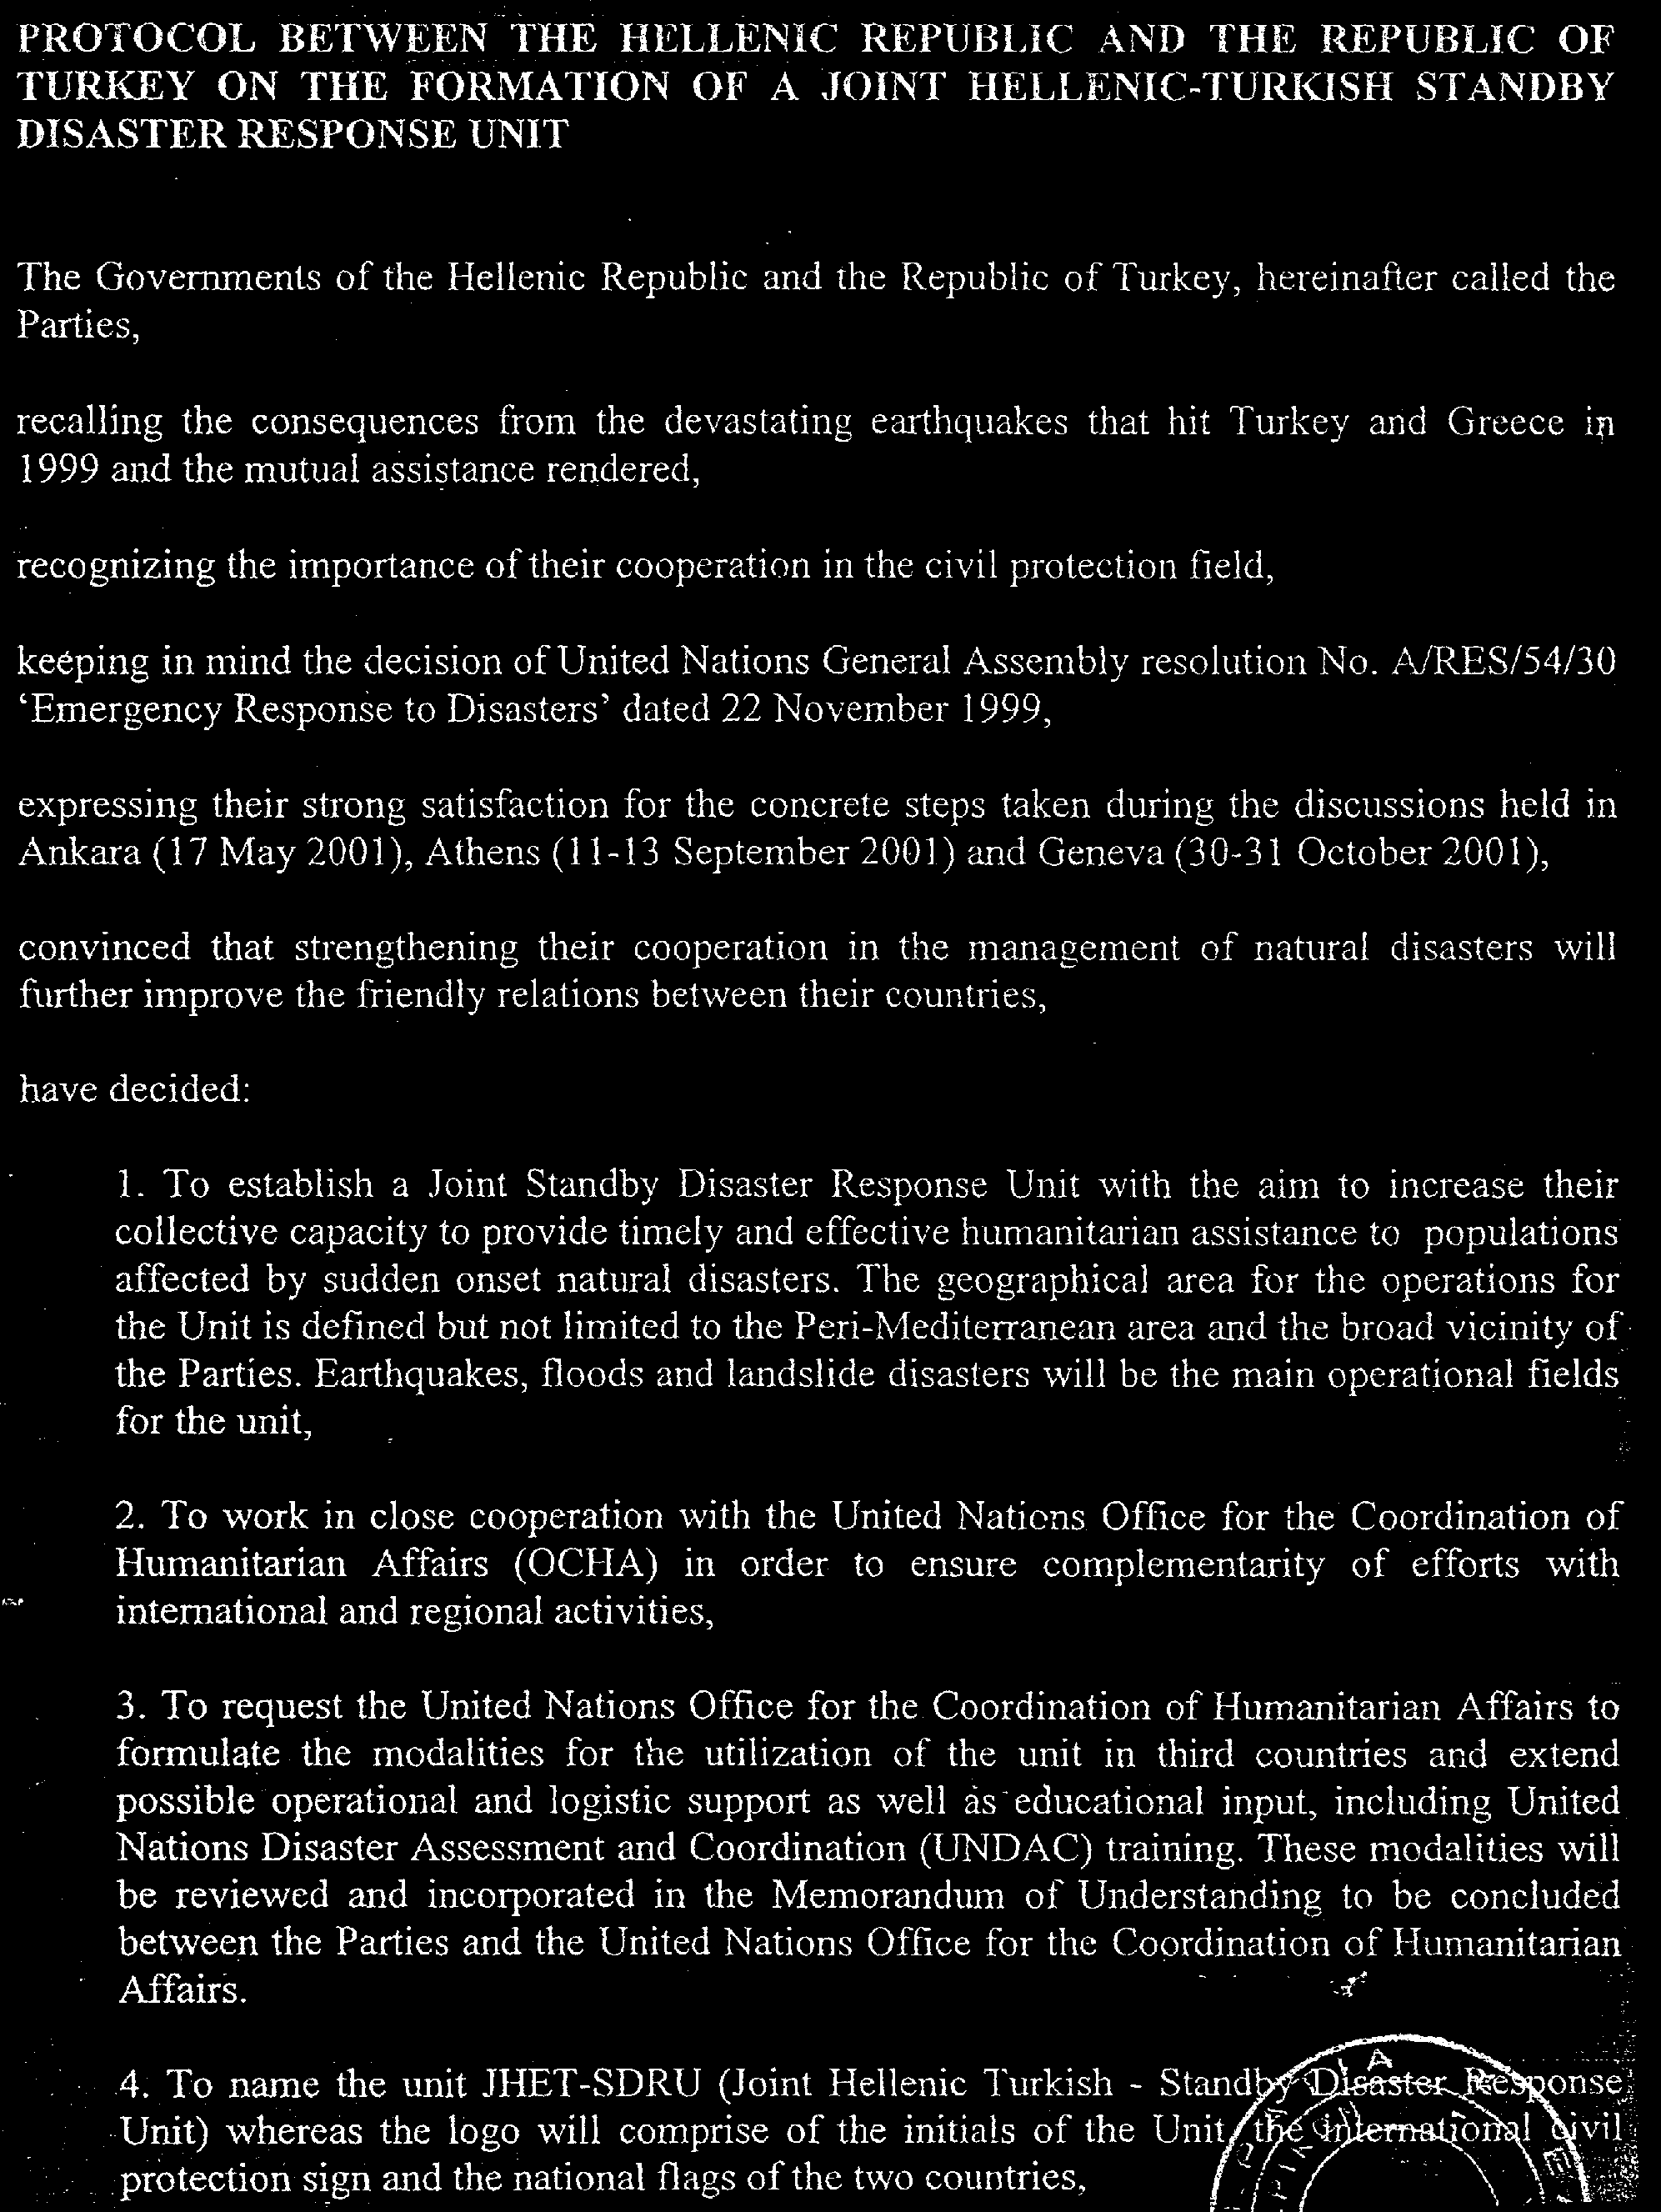 PROTOCOL BETWEEN THE HELLENIC REPUBLIC AND THE REPUBLIC OF
TURKEY ON THE FORMATION OF A JOINT HELLENIC-TURKISH STANDBY
DISASTER RESPONSE UNIT
The Governments of the Hellenic Republic and the Republic of Turkey, hereinafter called the
Parties,
recalling the consequences from the devastating earthquakes that hit Turkey and Greece in
1999 and the mutual assistance rendered,
recognizing the importance of their cooperation in the civil protection field,
keeping in mind the decision of United Nations General Assembly resolution No. A/RES/54/30
‘Emergency Response to Disasters’ dated 22 November 1999,
expressing their strong satisfaction for the concrete steps taken during the discussions held in
Ankara (17 May 2001), Athens (11-13 September 2001) and Geneva (30-31 October 2001),
convinced that strengthening their cooperation in the management of natural disasters will
further improve the friendly relations between their countries,
have decided:
1. To establish a Joint Standby Disaster Response Unit with the aim to increase their
collective capacity to provide timely and effective humanitarian assistance to populations
affected by sudden onset natural disasters. The geographical area for the operations for
the Unit is defined but not limited to the Peri-Mediterranean area and the broad vicinity of
the Parties. Earthquakes, floods and landslide disasters will be the main operational fields
for the unit,
2. To work in close cooperation with the United Nations Office for the Coordination of
Humanitarian Affairs (OCHA) in order to ensure complementarity of efforts with
international and regional activities,
3. To request the United Nations Office for the Coordination of Humanitarian Affairs to
formulate the modalities for the utilization of the unit in third countries and extend
possible operational and logistic support as well as educational input, including United
Nations Disaster Assessment and Coordination (UNDAC) training. These modalities will
be reviewed and incorporated in the Memorandum of Understanding to be concluded
between the Parties and the United Nations Office for the Coordination of Humanitarian
Affairs.
4. To name the unit JHET-SDRU (Joint Hellenic Turkish - Standby Disaster Response
Unit) whereas the logo will comprise of the initials of the Unit, the international civil
protection sign and the national flags of the two countries,